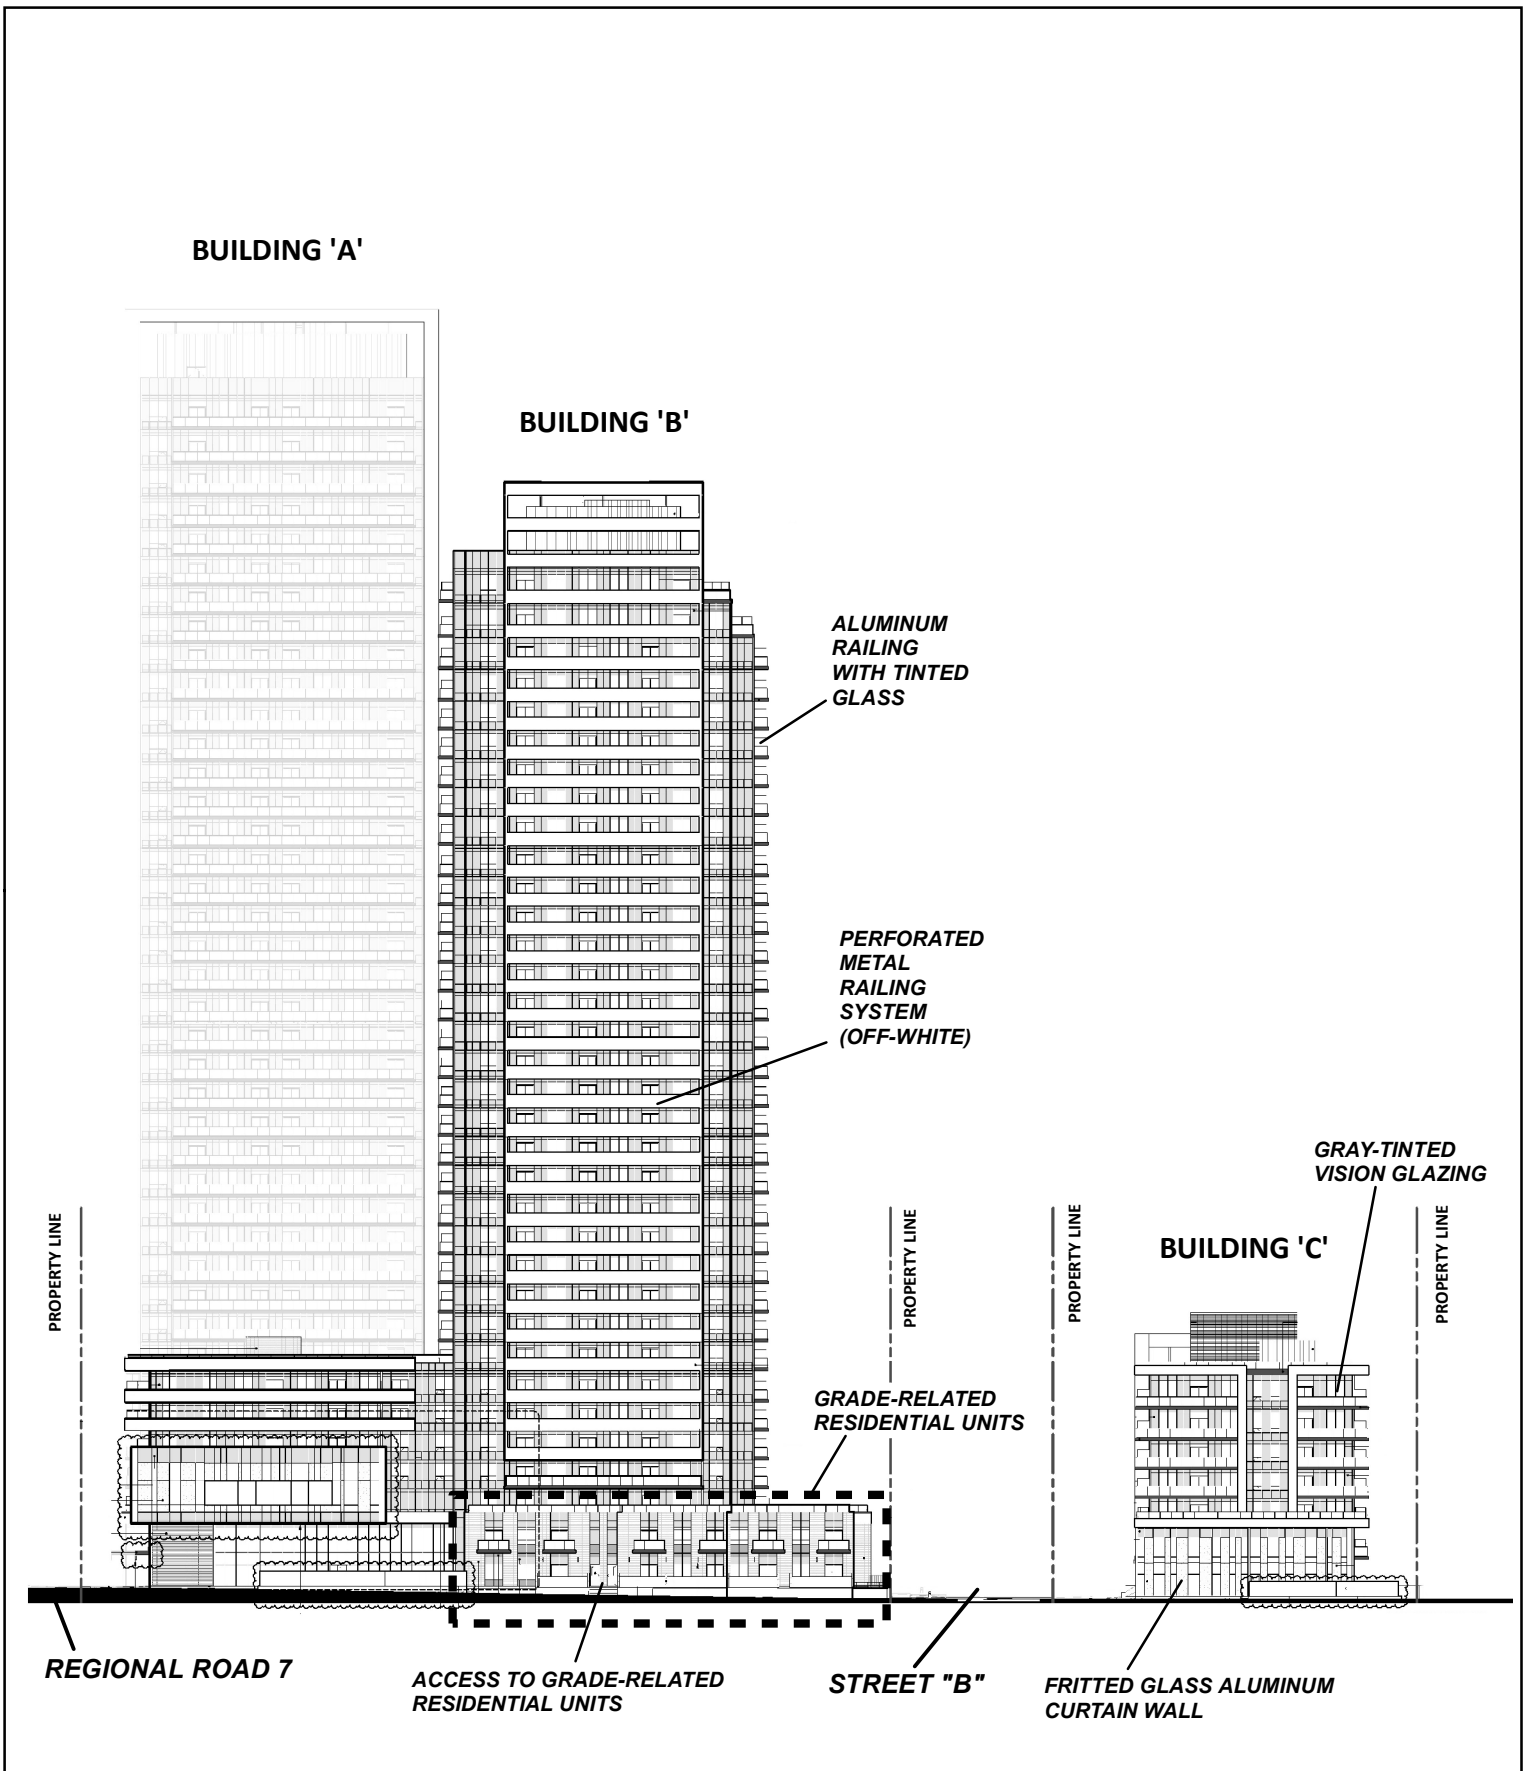 BUILDING 'A'
BUILDING 'B'
ALUMINUM
RAILING
WITH TINTED
GLASS
PERFORATED
METAL
RAILING
SYSTEM
(OFF-WHITE)
GRAY-TINTED
VISION GLAZING
PROPERTY LINE
PROPERTY LINE
PROPERTY LINE
PROPERTY LINE
BUILDING 'C'
GRADE-RELATED
RESIDENTIAL UNITS
REGIONAL ROAD 7
ACCESS TO GRADE-RELATED
RESIDENTIAL UNITS
STREET "B"
FRITTED GLASS ALUMINUM
CURTAIN WALL